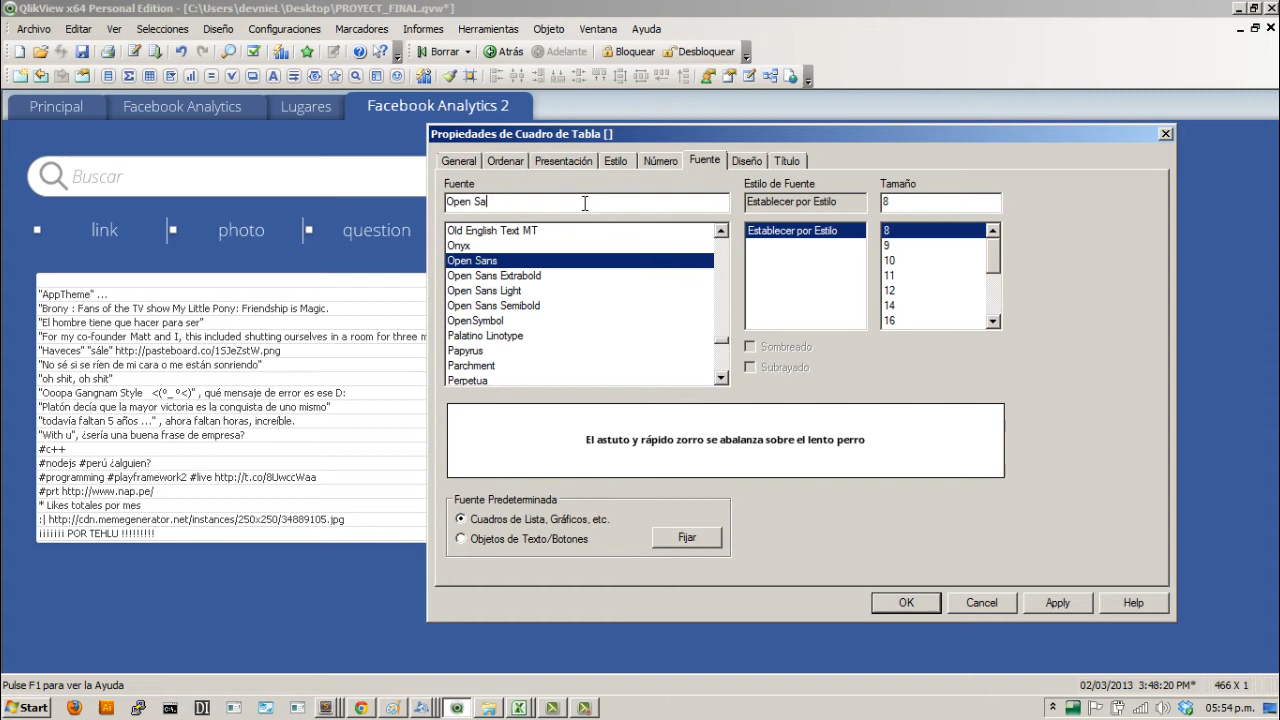 QlikView x64 Personal Edition - [C:\Users\devnieL\Desktop\PROYECT_FINAL.qvw*]
Archivo Editar Ver Selecciones Diseño Configuraciones Marcadores Informes Herramientas Objeto Ventana Ayuda
Borrar Atrás Adelante Bloquear Desbloquear
Principal Facebook Analytics Lugares Facebook Analytics 2
Buscar
link photo question
"AppTheme" ...
"Brony : Fans of the TV show My Little Pony: Friendship is Magic.
"El hombre tiene que hacer para ser"
"For my co-founder Matt and I, this included shutting ourselves in a room for three m
"Haveces" "sále" http://pasteboard.co/1SJeZstW.png
"No sé si se ríen de mi cara o me están sonriendo"
"oh shit, oh shit"
"Ooopa Gangnam Style <(°_°<)" , qué mensaje de error es ese D:
"Platón decía que la mayor victoria es la conquista de uno mismo"
"todavía faltan 5 años ..." , ahora faltan horas, increíble.
"With u", ¿sería una buena frase de empresa?
#c++
#nodejs #perú ¿alguien?
#programming #playframework2 #live http://t.co/8UwccWaa
#prt http://www.nap.pe/
* Likes totales por mes
:| http://cdn.memegenerator.net/instances/250x250/34889105.jpg
¡¡¡¡¡¡¡ POR TEHLU !!!!!!!!!
Propiedades de Cuadro de Tabla []
General Ordenar Presentación Estilo Número Fuente Diseño Título
Fuente Estilo de Fuente Tamaño
Open Sa Establecer por Estilo 8
Old English Text MT Establecer por Estilo 8
Onyx 9
Open Sans 10
Open Sans Extrabold 11
Open Sans Light 12
Open Sans Semibold 14
OpenSymbol 16
Palatino Linotype
Papyrus
Parchment
Perpetua
Sombreado
Subrayado
El astuto y rápido zorro se abalanza sobre el lento perro
Fuente Predeterminada
Cuadros de Lista, Gráficos, etc.
Objetos de Texto/Botones
Fijar
OK Cancel Apply Help
Pulse F1 para ver la Ayuda 02/03/2013 3:48:20 PM* 466 X 1
Start DI 05:54 p.m.